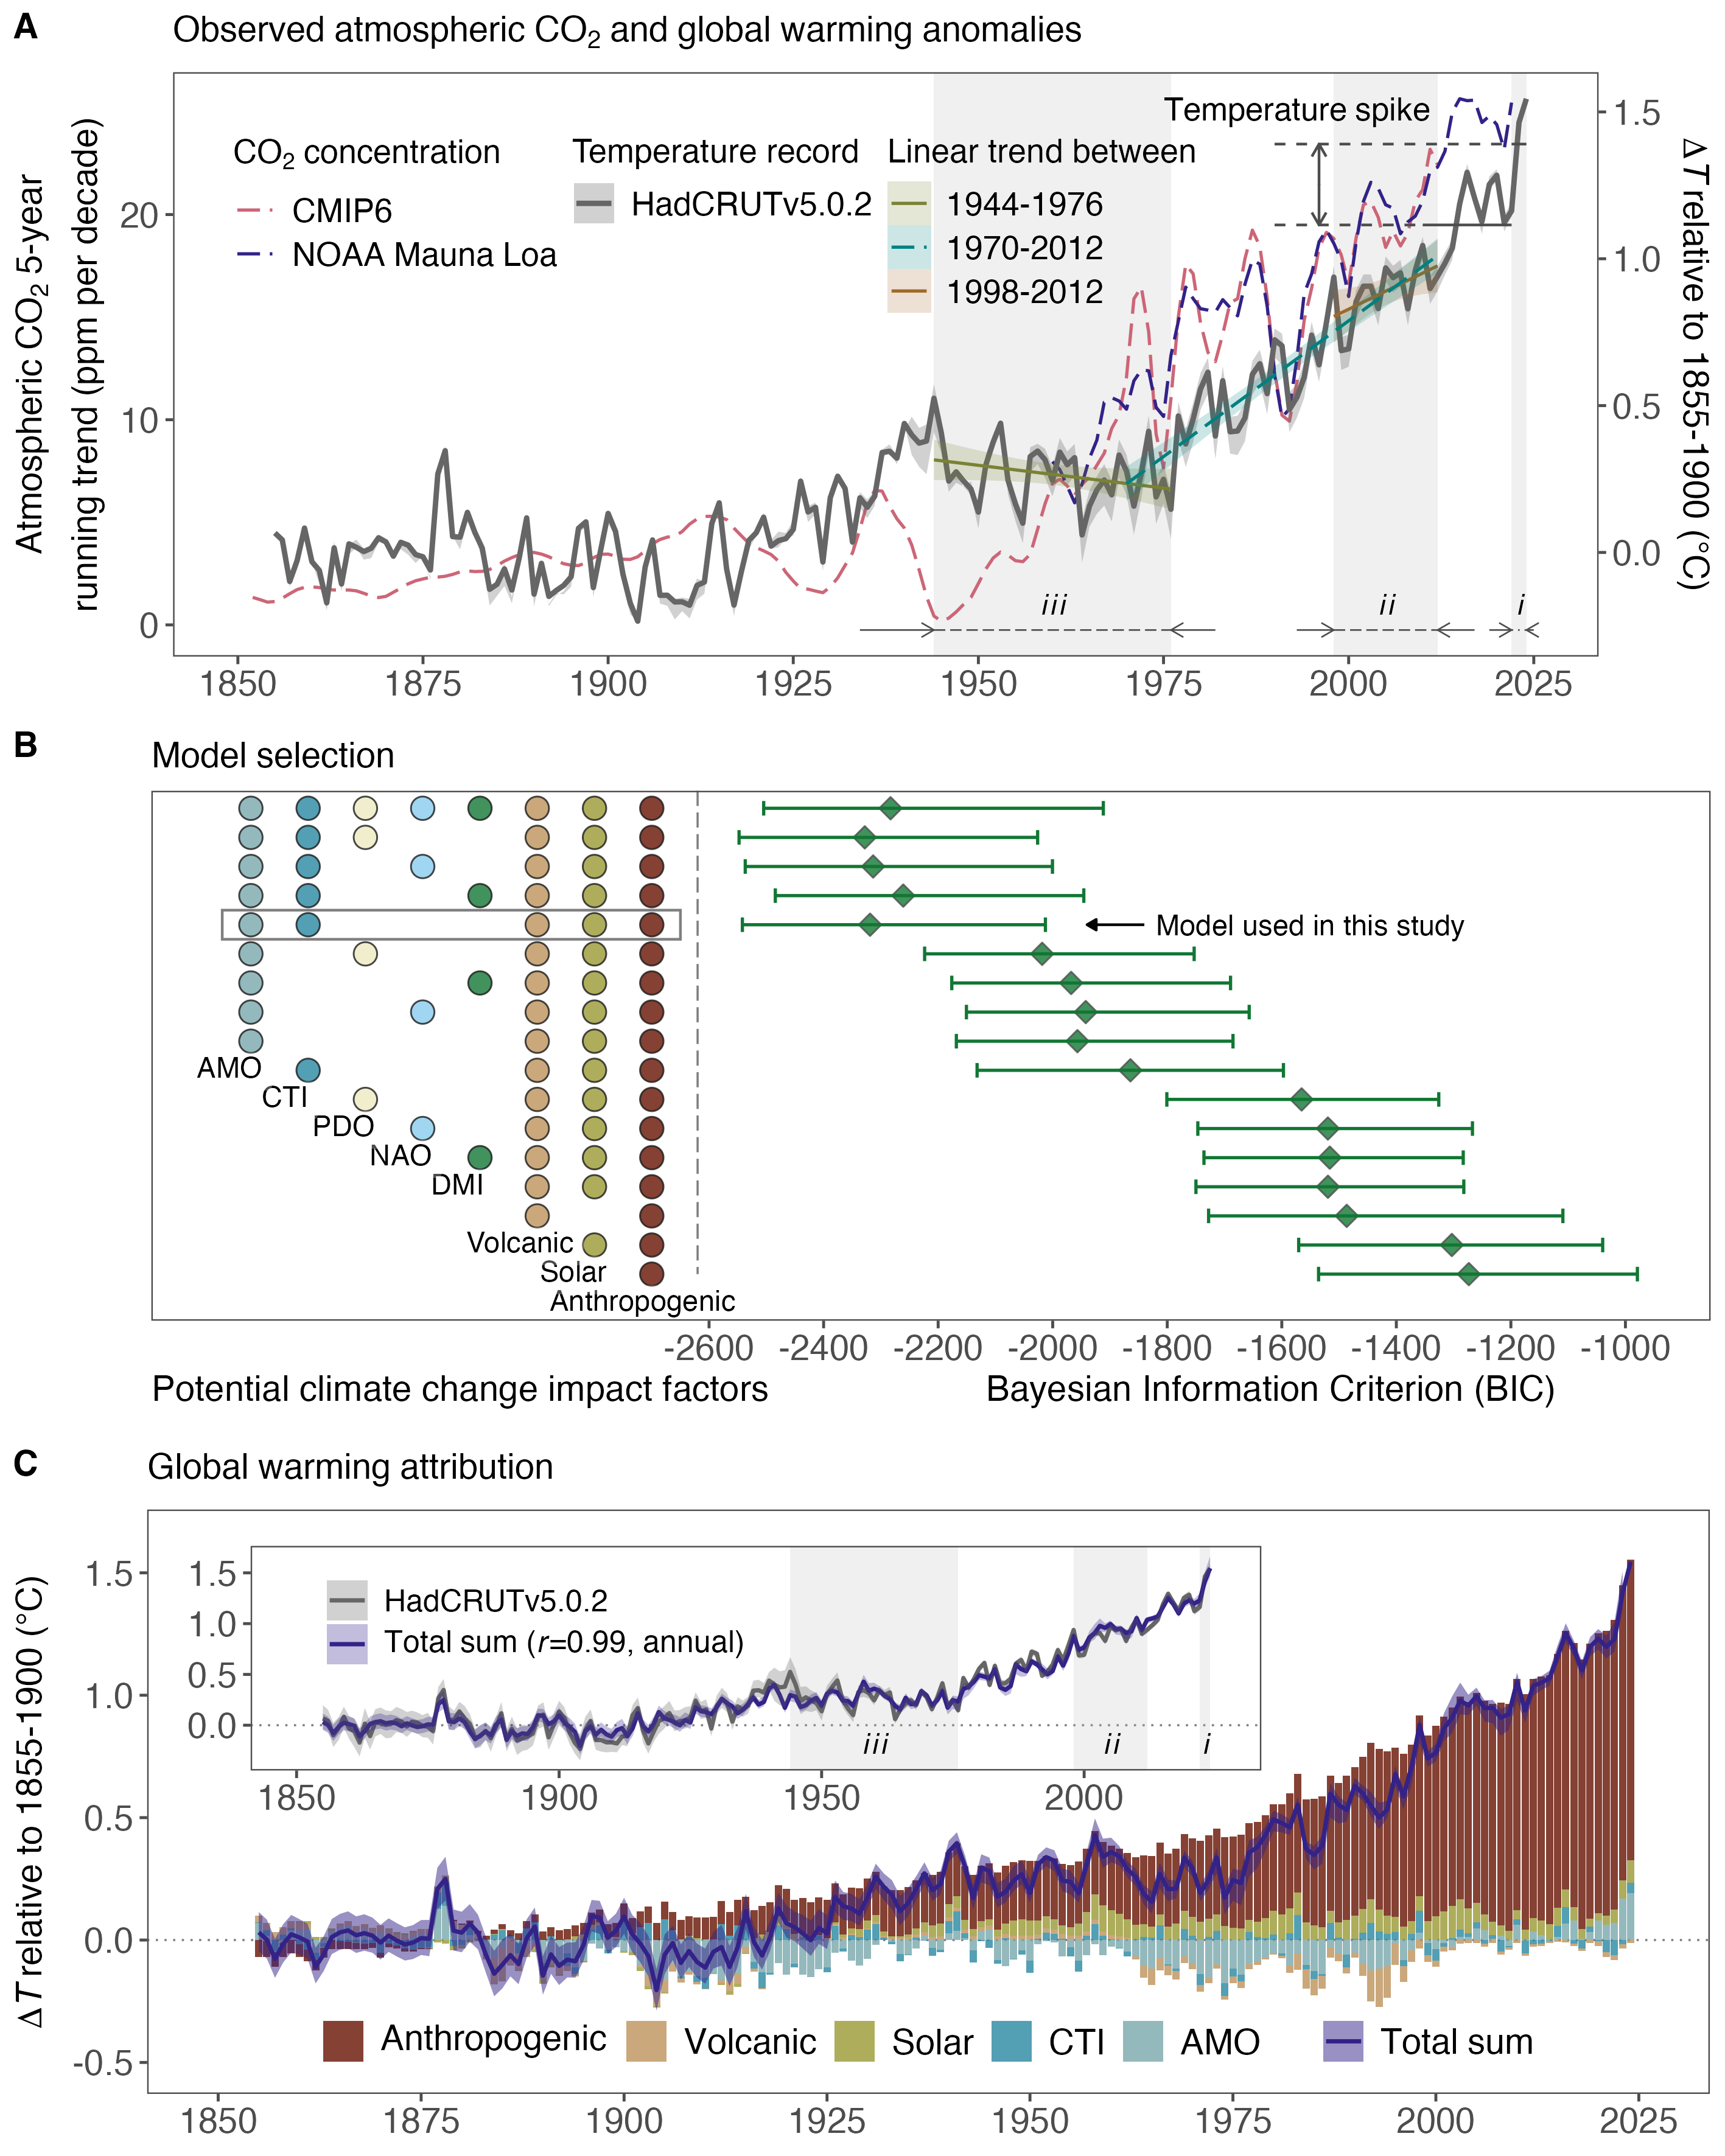 A
Observed atmospheric CO2 and global warming anomalies
Atmospheric CO2 5-year
running trend (ppm per decade)
20
10
0
CO2 concentration
CMIP6
NOAA Mauna Loa
Temperature record
HadCRUTv5.0.2
Linear trend between
1944-1976
1970-2012
1998-2012
Temperature spike
iii
ii
i
1.5
1.0
0.5
0.0
ΔT relative to 1855-1900 (°C)
1850
1875
1900
1925
1950
1975
2000
2025
B
Model selection
Model used in this study
AMO
CTI
PDO
NAO
DMI
Volcanic
Solar
Anthropogenic
-2600
-2400
-2200
-2000
-1800
-1600
-1400
-1200
-1000
Potential climate change impact factors
Bayesian Information Criterion (BIC)
C
Global warming attribution
ΔT relative to 1855-1900 (°C)
1.5
1.0
0.5
0.0
-0.5
1.5
1.0
0.5
0.0
HadCRUTv5.0.2
Total sum (r=0.99, annual)
iii
ii
i
1850
1900
1950
2000
Anthropogenic
Volcanic
Solar
CTI
AMO
Total sum
1850
1875
1900
1925
1950
1975
2000
2025